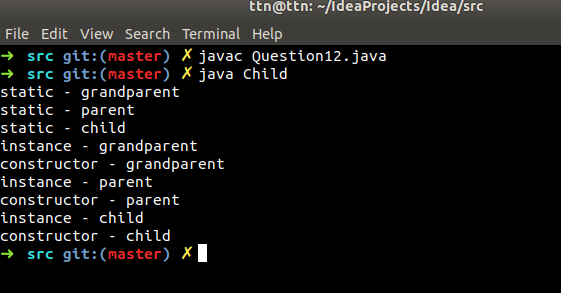 ttn@ttn: ~/IdeaProjects/Idea/src
File Edit View Search Terminal Help
➜ src git:(master) ✗ javac Question12.java
➜ src git:(master) ✗ java Child
static - grandparent
static - parent
static - child
instance - grandparent
constructor - grandparent
instance - parent
constructor - parent
instance - child
constructor - child
➜ src git:(master) ✗